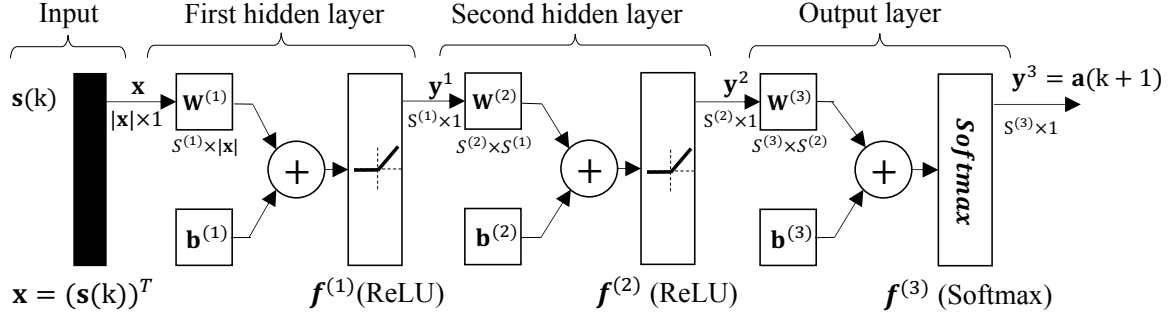 Input First hidden layer Second hidden layer Output layer
s(k) x y¹ y² y³ = a(k + 1)
W⁽¹⁾ W⁽²⁾ W⁽³⁾
|x|×1 S⁽¹⁾×1 S⁽²⁾×1 S⁽³⁾×1
S⁽¹⁾×|x| S⁽²⁾×S⁽¹⁾ S⁽³⁾×S⁽²⁾
+ + + Softmax
b⁽¹⁾ b⁽²⁾ b⁽³⁾
x = (s(k))ᵀ f⁽¹⁾(ReLU) f⁽²⁾ (ReLU) f⁽³⁾ (Softmax)